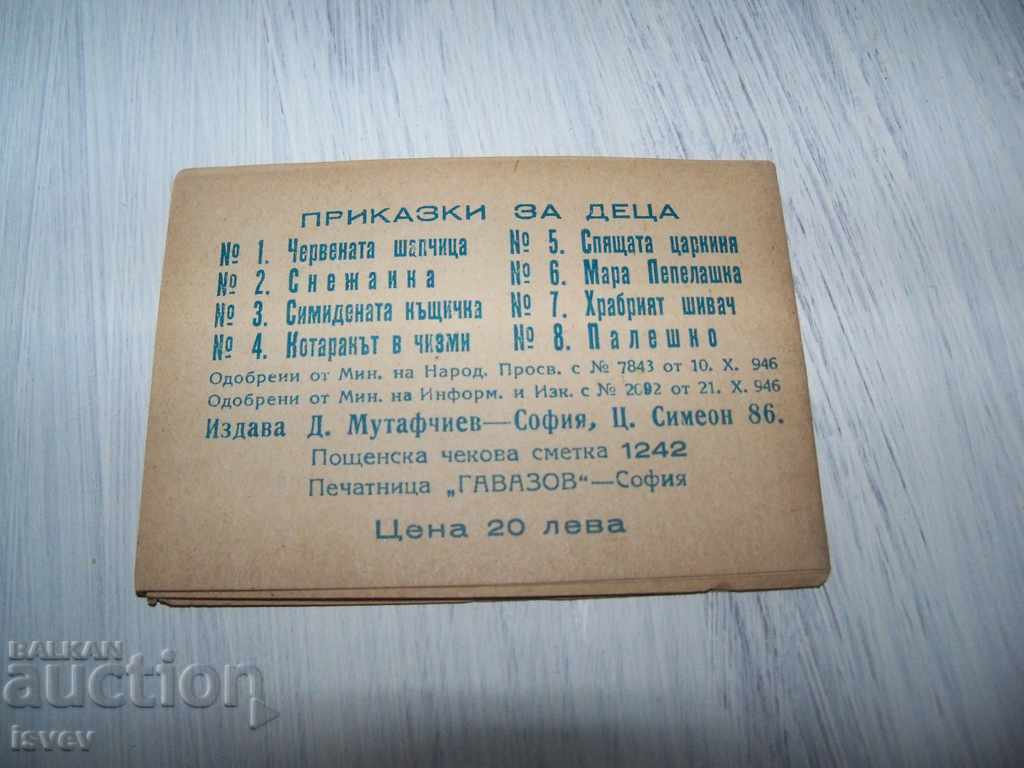 ПРИКАЗКИ ЗА ДЕЦА
№ 1. Червената шапчица
№ 2. Снежанка
№ 3. Симидената къщичка
№ 4. Котаракът в чизми
№ 5. Спящата царкиня
№ 6. Мара Пепелашка
№ 7. Храбрият шивач
№ 8. Палешко
Одобрени от Мин. на Народ. Просв. с № 7843 от 10. X. 946
Одобрени от Мин. на Информ. и Изк. с № 2092 от 21. X. 946
Издава Д. Мутафчиев—София, Ц. Симеон 86.
Пощенска чекова сметка 1242
Печатница „ГАВАЗОВ“—София
Цена 20 лева
BALKAN
auction
isvev